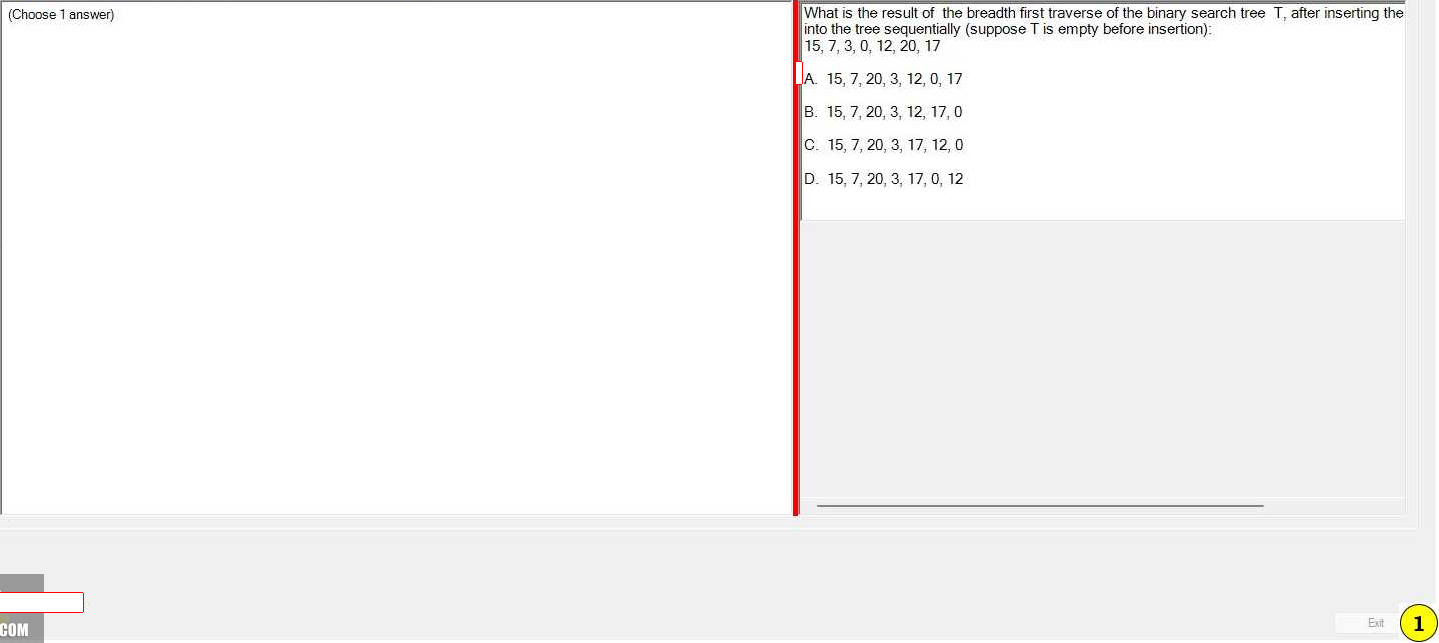 (Choose 1 answer)
What is the result of the breadth first traverse of the binary search tree T, after inserting the
into the tree sequentially (suppose T is empty before insertion):
15, 7, 3, 0, 12, 20, 17
A. 15, 7, 20, 3, 12, 0, 17
B. 15, 7, 20, 3, 12, 17, 0
C. 15, 7, 20, 3, 17, 12, 0
D. 15, 7, 20, 3, 17, 0, 12
COM
Exit
1